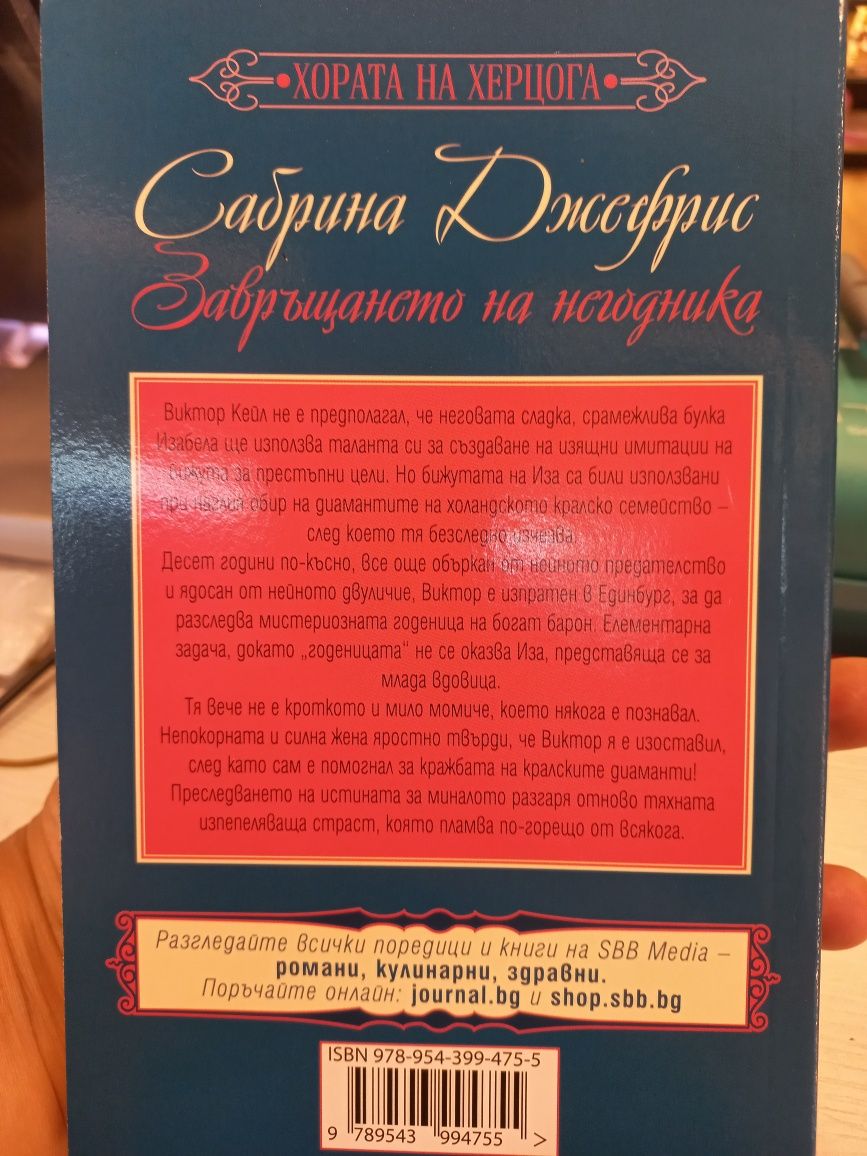 •ХОРАТА НА ХЕРЦОГА•
Сабрина Джефрис
Завръщането на негодника
Виктор Кейл не е предполагал, че неговата сладка, срамежлива булка
Изабела ще използва таланта си за създаване на изящни имитации на
бижута за престъпни цели. Но бижутата на Иза са били използвани
при наглия обир на диамантите на холандското кралско семейство –
след което тя безследно изчезва.
Десет години по-късно, все още объркан от нейното предателство
и ядосан от нейното двуличие, Виктор е изпратен в Единбург, за да
разследва мистериозната годеница на богат барон. Елементарна
задача, докато „годеницата“ не се оказва Иза, представяща се за
млада вдовица.
Тя вече не е кроткото и мило момиче, което някога е познавал.
Непокорната и силна жена яростно твърди, че Виктор я е изоставил,
след като сам е помогнал за кражбата на кралските диаманти!
Преследването на истината за миналото разгаря отново тяхната
изпепеляваща страст, която пламва по-горещо от всякога.
Разгледайте всички поредици и книги на SBB Media –
романи, кулинарни, здравни.
Поръчайте онлайн: journal.bg и shop.sbb.bg
ISBN 978-954-399-475-5
9 789543 994755 >